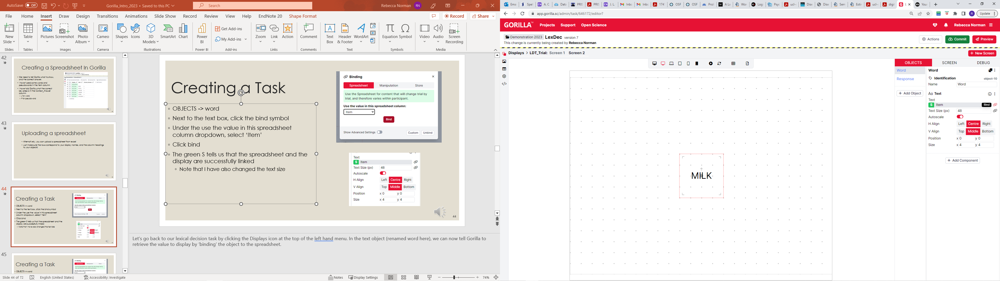 AutoSave Off
Gorilla_Intro_2023 • Saved to this PC
Search
Rebecca Norman RN
File Home Insert Draw Design Transitions Animations Slide Show Record Review View Help EndNote 20 Shape Format
Record Share
New Slide
Table
Pictures Screenshot Photo Album
Cameo
Shapes Icons 3D Models SmartArt Chart
Power BI
Get Add-ins
My Add-ins
Zoom Link Action
Comment
Text Box Header & Footer WordArt
Equation Symbol
Video Audio Screen Recording
Slides Tables Images Camera Illustrations Power BI Add-ins Links Comments Text Symbols Media
42
Creating a Spreadsheet In Gorilla
• We need to tell Gorilla what to show, and the correct answer.
• I have typed some words and pseudowords in the Item column
• I have told Gorilla what the correct key press is in the Correct_Answer column
• J for word
• F for pseudoword
43
Uploading a spreadsheet
• Alternatively, you can upload a spreadsheet from excel
• Just make sure the rows correspond to your display names, and the column headings to your objects!
44
Creating a Task
• OBJECTS -> word
• Next to the text box, click the bind symbol
• Under the use the value in this spreadsheet column dropdown, select 'Item'
• Click bind
• The green S tells us that the spreadsheet and the display are successfully linked
• Note that I have also changed the text size
45
Creating a Task
• OBJECTS -> word
Creating a Task
OBJECTS -> word
Next to the text box, click the bind symbol
Under the use the value in this spreadsheet
column dropdown, select ‘Item’
Click bind
The green S tells us that the spreadsheet and the
display are successfully linked
Note that I have also changed the text size
Binding
Spreadsheet Manipulation Store
Use the Spreadsheet for content that will change trial by
trial, and therefore varies within participant.
Use the value in this spreadsheet column:
Item
Bind
Show Advanced Settings Custom Unbind
Text
S Item
Text Size (px) 48
Autoscale
H Align Left Centre Right
V Align Top Middle Bottom
Position x 0 y 0
Size x 4 y 4
44
Let’s go back to our lexical decision task by clicking the Displays icon at the top of the left hand menu. In the text object (renamed word here), we can now tell Gorilla to
retrieve the value to display by ‘binding’ the object to the spreadsheet.
Slide 44 of 72 English (United States) Accessibility: Investigate Notes Display Settings 74%
app.gorilla.sc/admin/task/646172/editor?
R Update
GORILLA Projects Support Open Science
Rebecca Norman
Demonstration 2023 LexDec version 7
This change is currently being created by Rebecca Norman
Actions Commit Preview
Displays > LDT_Trial: Screen 1 Screen 2
+ New Screen
OBJECTS SCREEN DEBUG
Word
Response
+ Add Object
Word
Identification object-10
Name Word
Aa Text
Text
S Item Bind
Text Size (px) 48
Autoscale
H Align Left Centre Right
V Align Top Middle Bottom
Position x 0 y 0
Size x 4 y 4
+ Add Component
MILK